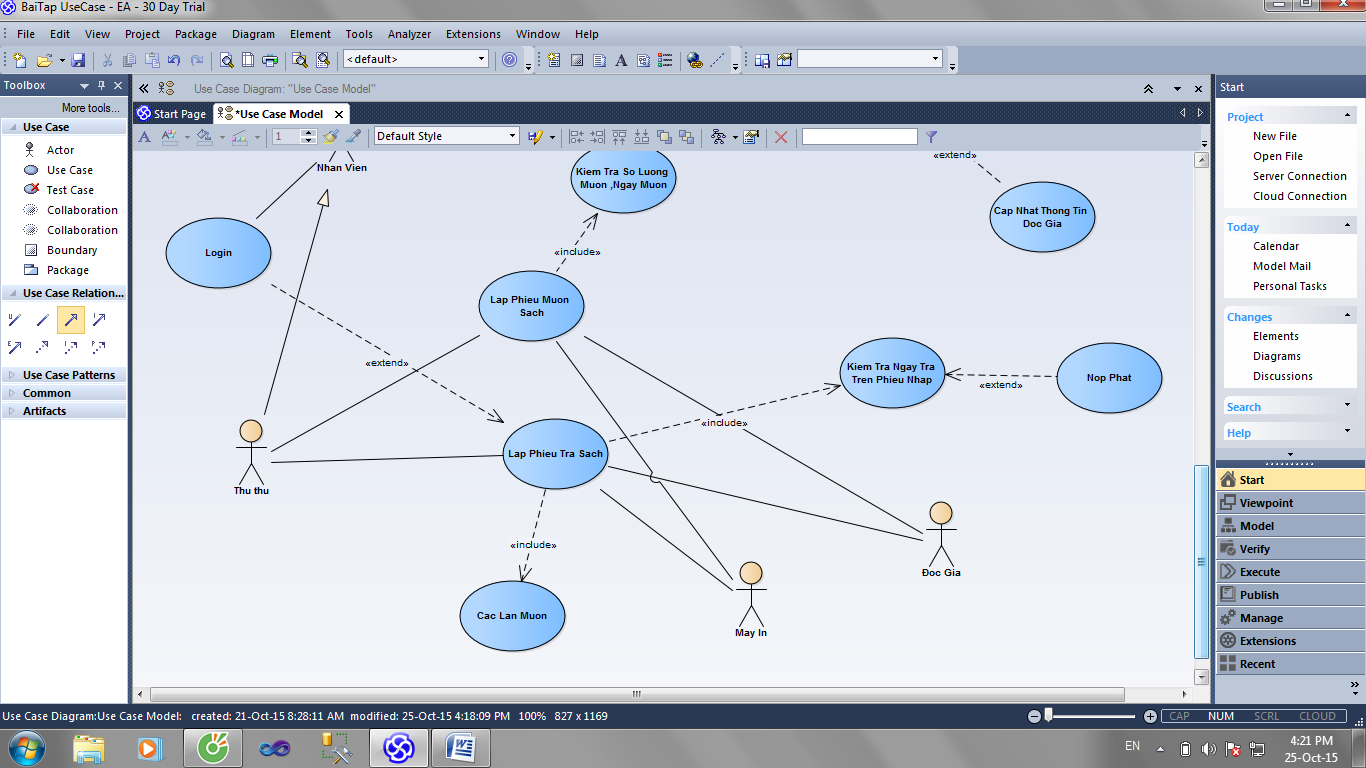 BaiTap UseCase - EA - 30 Day Trial
File Edit View Project Package Diagram Element Tools Analyzer Extensions Window Help
<default>
Toolbox
More tools...
Use Case
Actor
Use Case
Test Case
Collaboration
Collaboration
Boundary
Package
Use Case Relation...
Use Case Patterns
Common
Artifacts
Use Case Diagram: "Use Case Model"
Start Page
*Use Case Model
1
Default Style
Nhan Vien
Login
Kiem Tra So Luong
Muon ,Ngay Muon
«extend»
Cap Nhat Thong Tin
Doc Gia
«include»
Lap Phieu Muon
Sach
«extend»
Kiem Tra Ngay Tra
Tren Phieu Nhap
«extend»
Nop Phat
«include»
Thu thu
Lap Phieu Tra Sach
«include»
Cac Lan Muon
May In
Đoc Gia
Start
Project
New File
Open File
Server Connection
Cloud Connection
Today
Calendar
Model Mail
Personal Tasks
Changes
Elements
Diagrams
Discussions
Search
Help
Start
Viewpoint
Model
Verify
Execute
Publish
Manage
Extensions
Recent
Use Case Diagram:Use Case Model: created: 21-Oct-15 8:28:11 AM modified: 25-Oct-15 4:18:09 PM 100% 827 x 1169
CAP NUM SCRL CLOUD
EN
4:21 PM
25-Oct-15